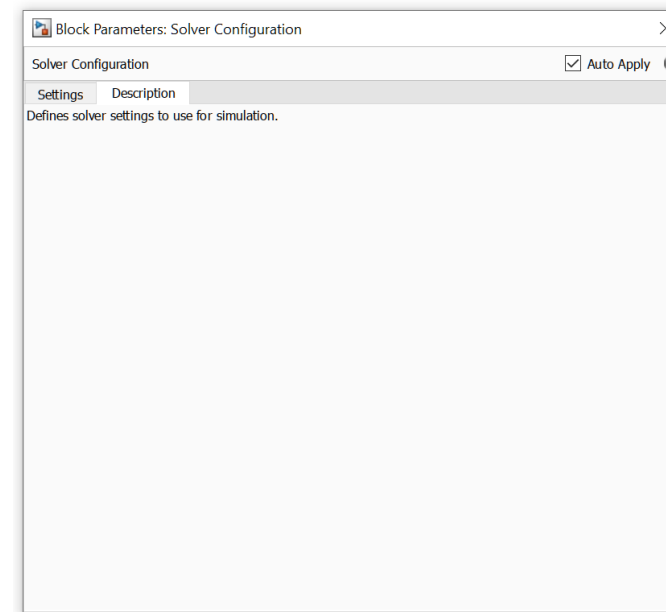 Block Parameters: Solver Configuration
Solver Configuration
Auto Apply
Settings
Description
Defines solver settings to use for simulation.